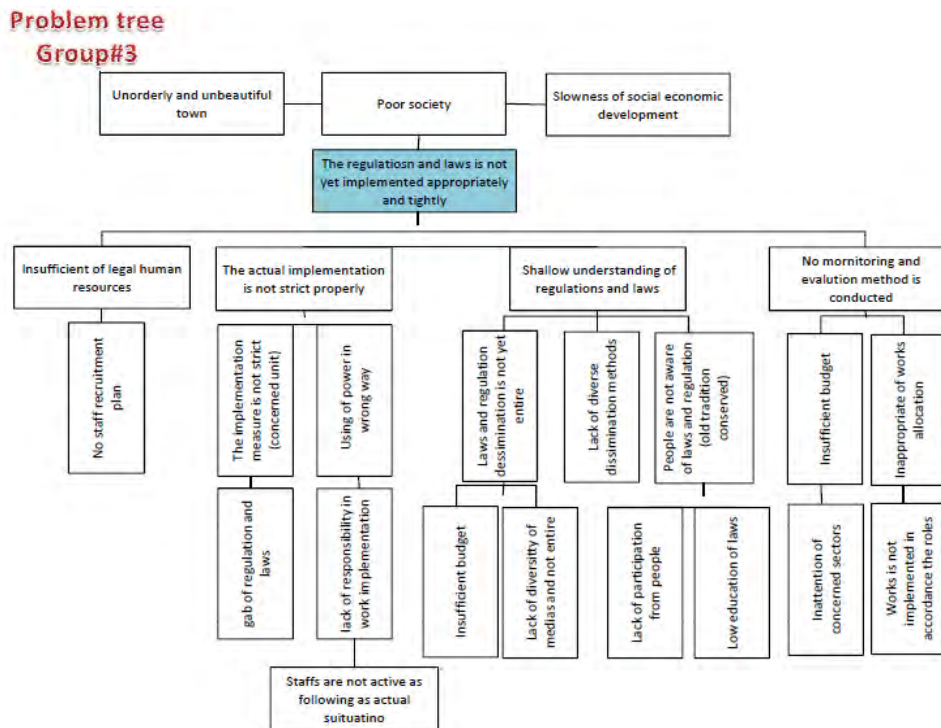 Problem tree
Group#3
Unorderly and unbeautiful
town
Poor society
Slowness of social economic
development
The regulatiosn and laws is not
yet implemented appropriately
and tightly
Insufficient of legal human
resources
The actual implementation
is not strict properly
Shallow understanding of
regulations and laws
No mornitoring and
evalution method is
conducted
No staff recruitment
plan
The implementation
measure is not strict
(concerned unit)
Using of power in
wrong way
Laws and regulation
dessimination is not yet
entire
Lack of diverse
dissimination methods
People are not aware
of laws and regulation
(old tradition
conserved)
Insufficient budget
Inappropriate of works
allocation
gab of regulation and
laws
lack of responsibility in
work implementation
Insufficient budget
Lack of diversitty of
medias and not entire
Lack of participation
from people
Low education of laws
Inattention of
concerned sectors
Works is not
implemented in
accordance the roles
Staffs are not active as
following as actual
suituatino